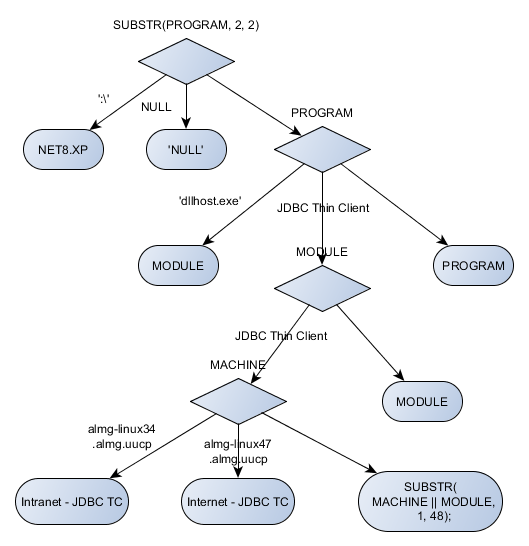 SUBSTR(PROGRAM, 2, 2)
':\'
NULL
PROGRAM
NET8.XP
'NULL'
'dllhost.exe'
JDBC Thin Client
MODULE
MODULE
PROGRAM
JDBC Thin Client
MACHINE
MODULE
almg-linux34
.almg.uucp
almg-linux47
.almg.uucp
Intranet - JDBC TC
Internet - JDBC TC
SUBSTR(
MACHINE || MODULE,
1, 48);